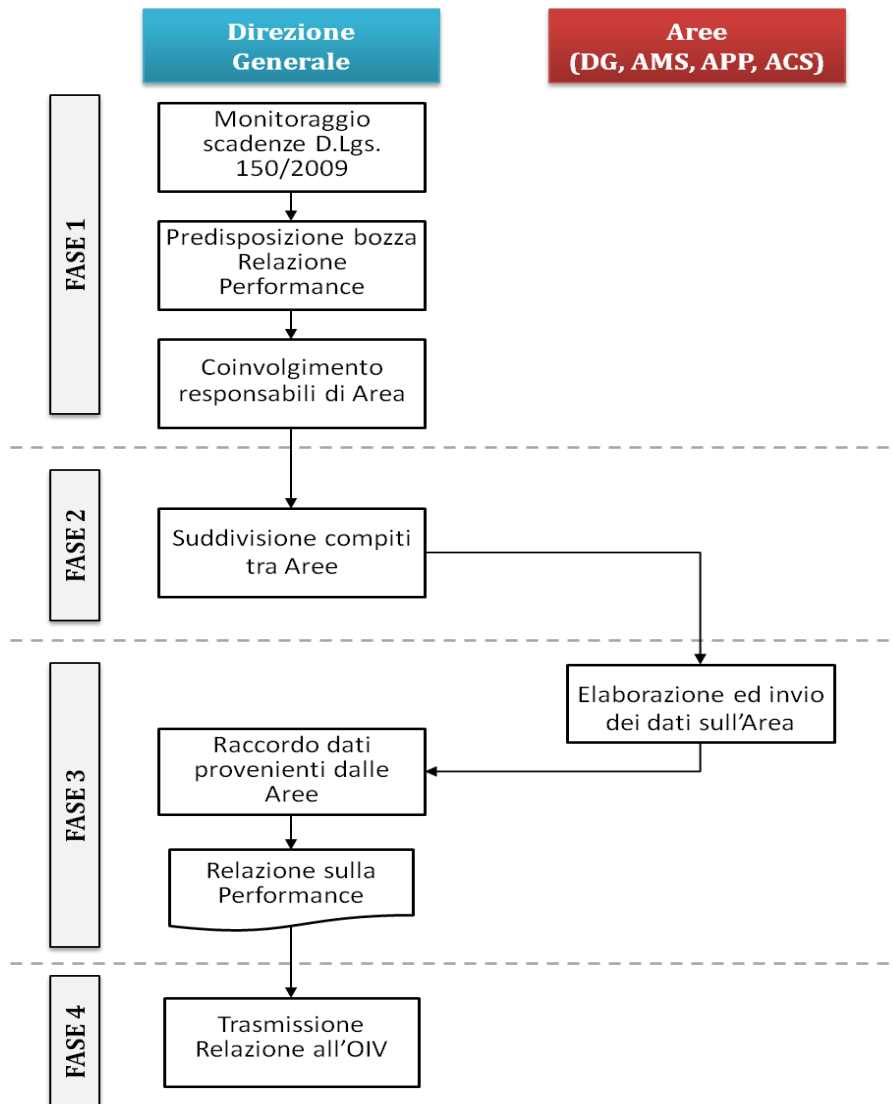 Direzione
Generale
Aree
(DG, AMS, APP, ACS)
FASE 1
Monitoraggio
scadenze D.Lgs.
150/2009
Predisposizione bozza
Relazione
Performance
Coinvolgimento
responsabili di Area
FASE 2
Suddivisione compiti
tra Aree
FASE 3
Elaborazione ed invio
dei dati sull’Area
Raccordo dati
provenienti dalle
Aree
Relazione sulla
Performance
FASE 4
Trasmissione
Relazione all’OIV